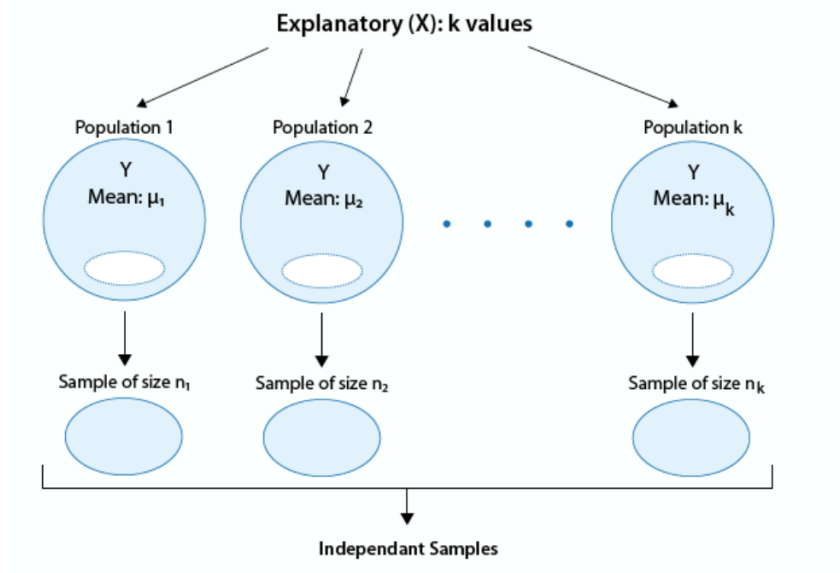 Explanatory (X): k values
Population 1
Population 2
Population k
Y
Mean: μ₁
Y
Mean: μ₂
Y
Mean: μₖ
Sample of size n₁
Sample of size n₂
Sample of size nₖ
Independant Samples